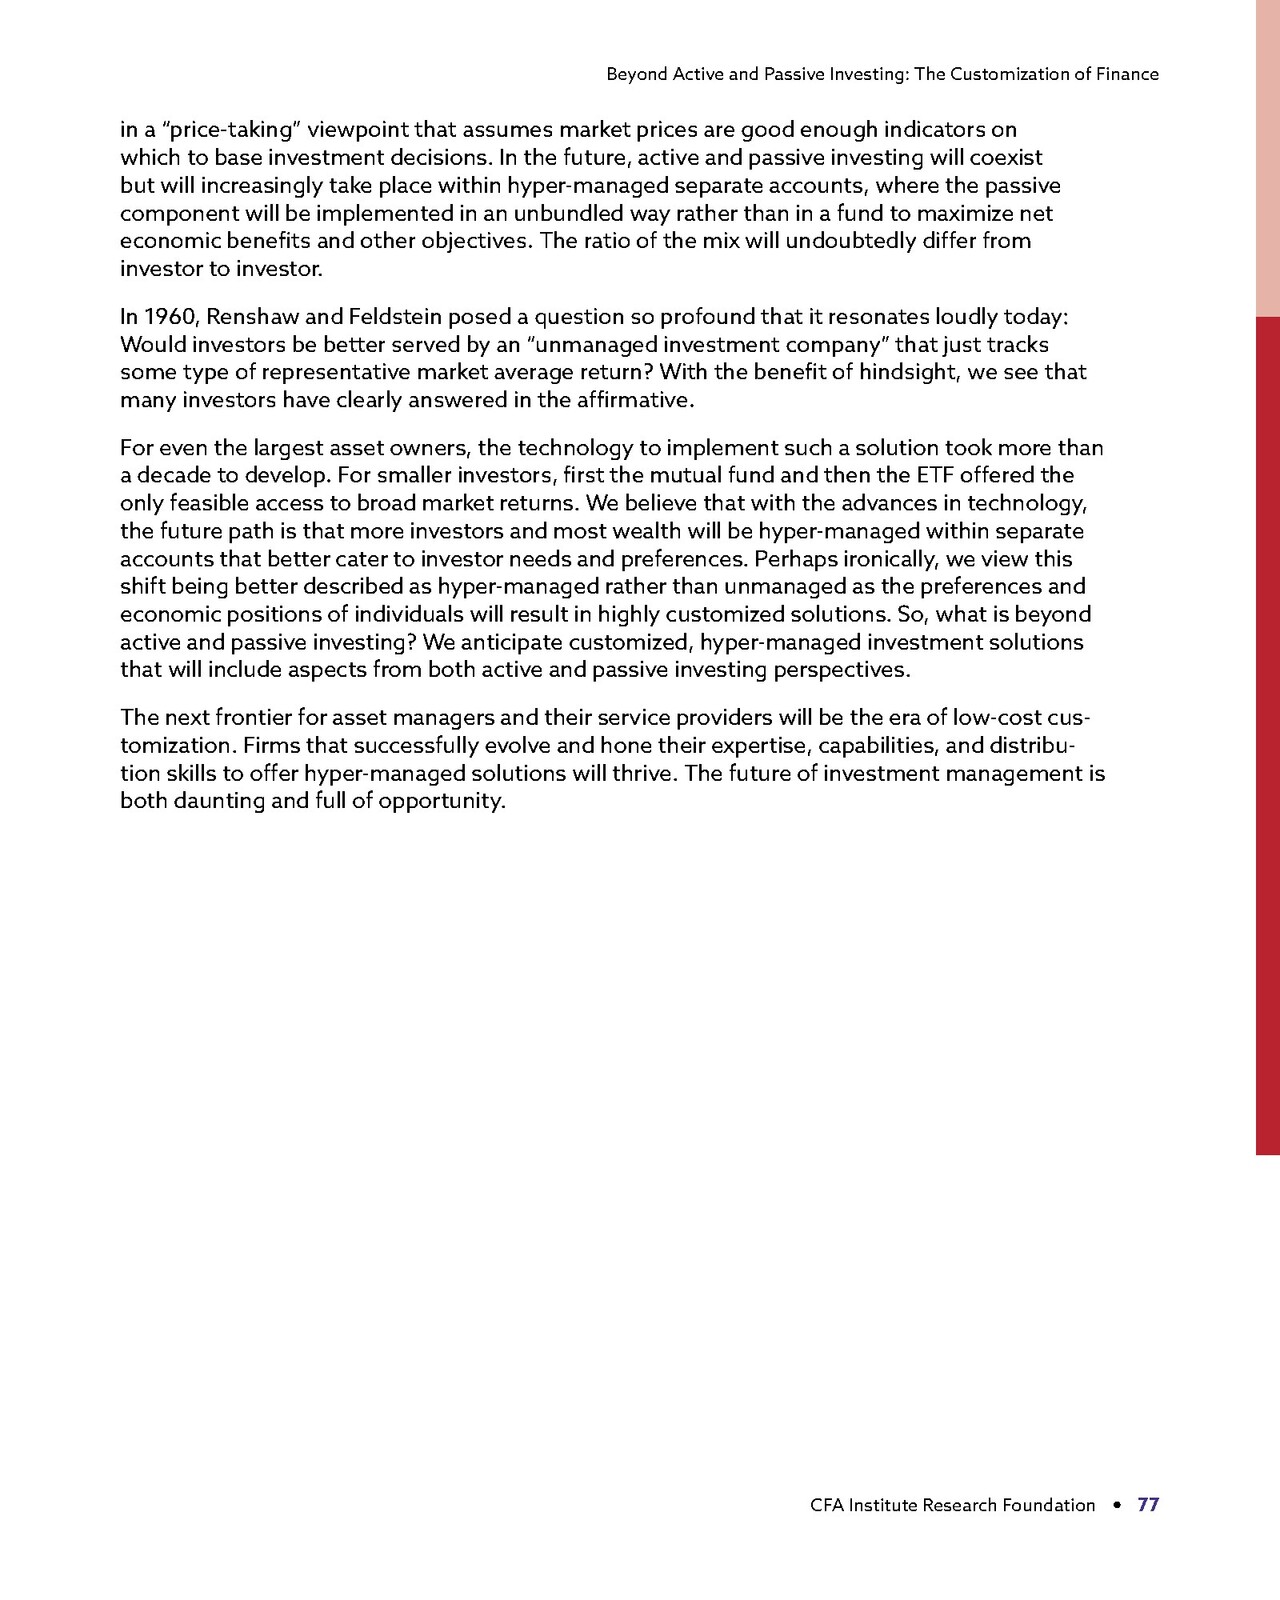 Beyond Active and Passive Investing: The Customization of Finance
in a “price-taking” viewpoint that assumes market prices are good enough indicators on
which to base investment decisions. In the future, active and passive investing will coexist
but will increasingly take place within hyper-managed separate accounts, where the passive
component will be implemented in an unbundled way rather than in a fund to maximize net
economic benefits and other objectives. The ratio of the mix will undoubtedly differ from
investor to investor.
In 1960, Renshaw and Feldstein posed a question so profound that it resonates loudly today:
Would investors be better served by an “unmanaged investment company” that just tracks
some type of representative market average return? With the benefit of hindsight, we see that
many investors have clearly answered in the affirmative.
For even the largest asset owners, the technology to implement such a solution took more than
a decade to develop. For smaller investors, first the mutual fund and then the ETF offered the
only feasible access to broad market returns. We believe that with the advances in technology,
the future path is that more investors and most wealth will be hyper-managed within separate
accounts that better cater to investor needs and preferences. Perhaps ironically, we view this
shift being better described as hyper-managed rather than unmanaged as the preferences and
economic positions of individuals will result in highly customized solutions. So, what is beyond
active and passive investing? We anticipate customized, hyper-managed investment solutions
that will include aspects from both active and passive investing perspectives.
The next frontier for asset managers and their service providers will be the era of low-cost cus-
tomization. Firms that successfully evolve and hone their expertise, capabilities, and distribu-
tion skills to offer hyper-managed solutions will thrive. The future of investment management is
both daunting and full of opportunity.
CFA Institute Research Foundation • 77